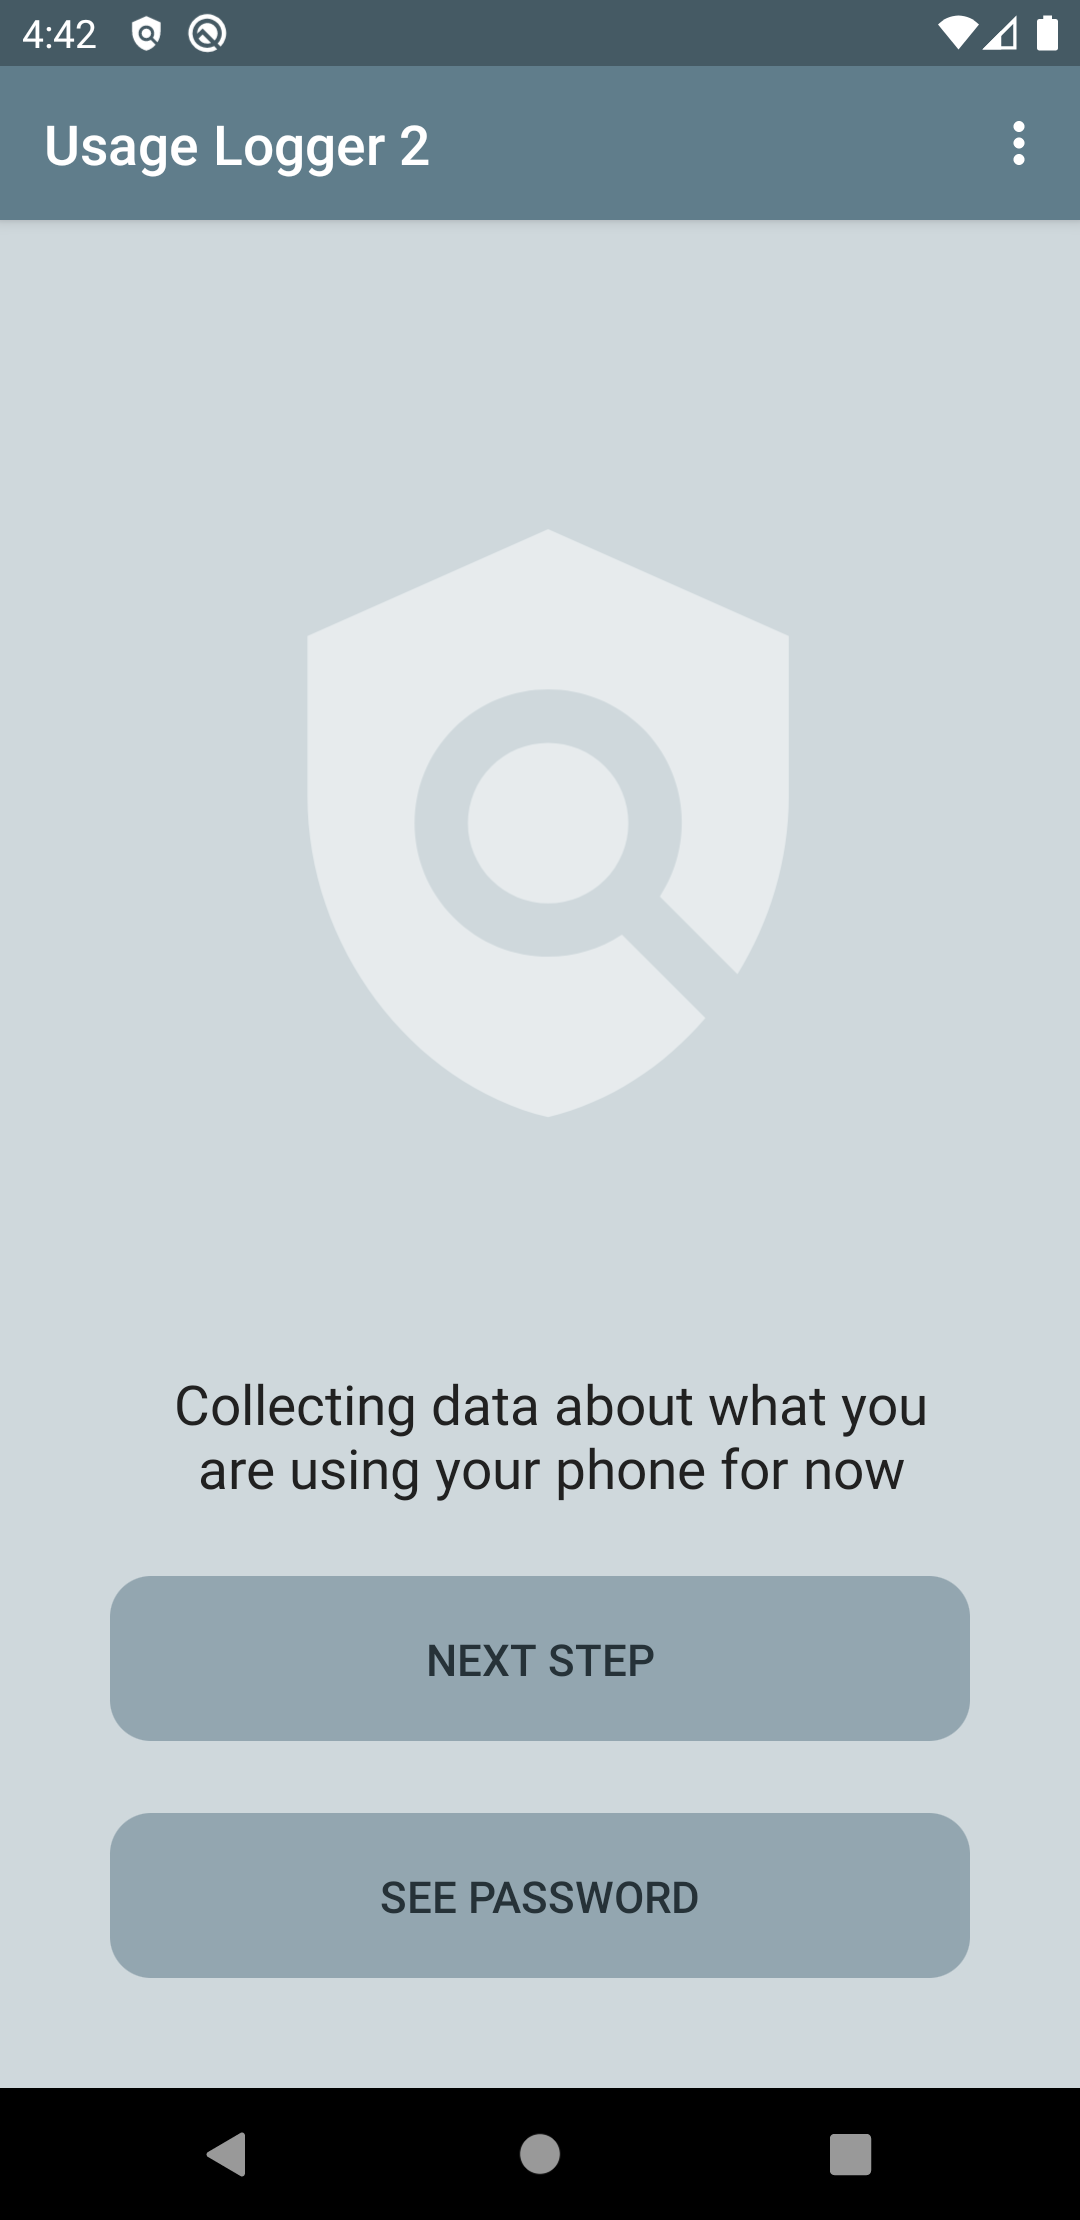 4:42
Usage Logger 2
Collecting data about what you
are using your phone for now
NEXT STEP
SEE PASSWORD